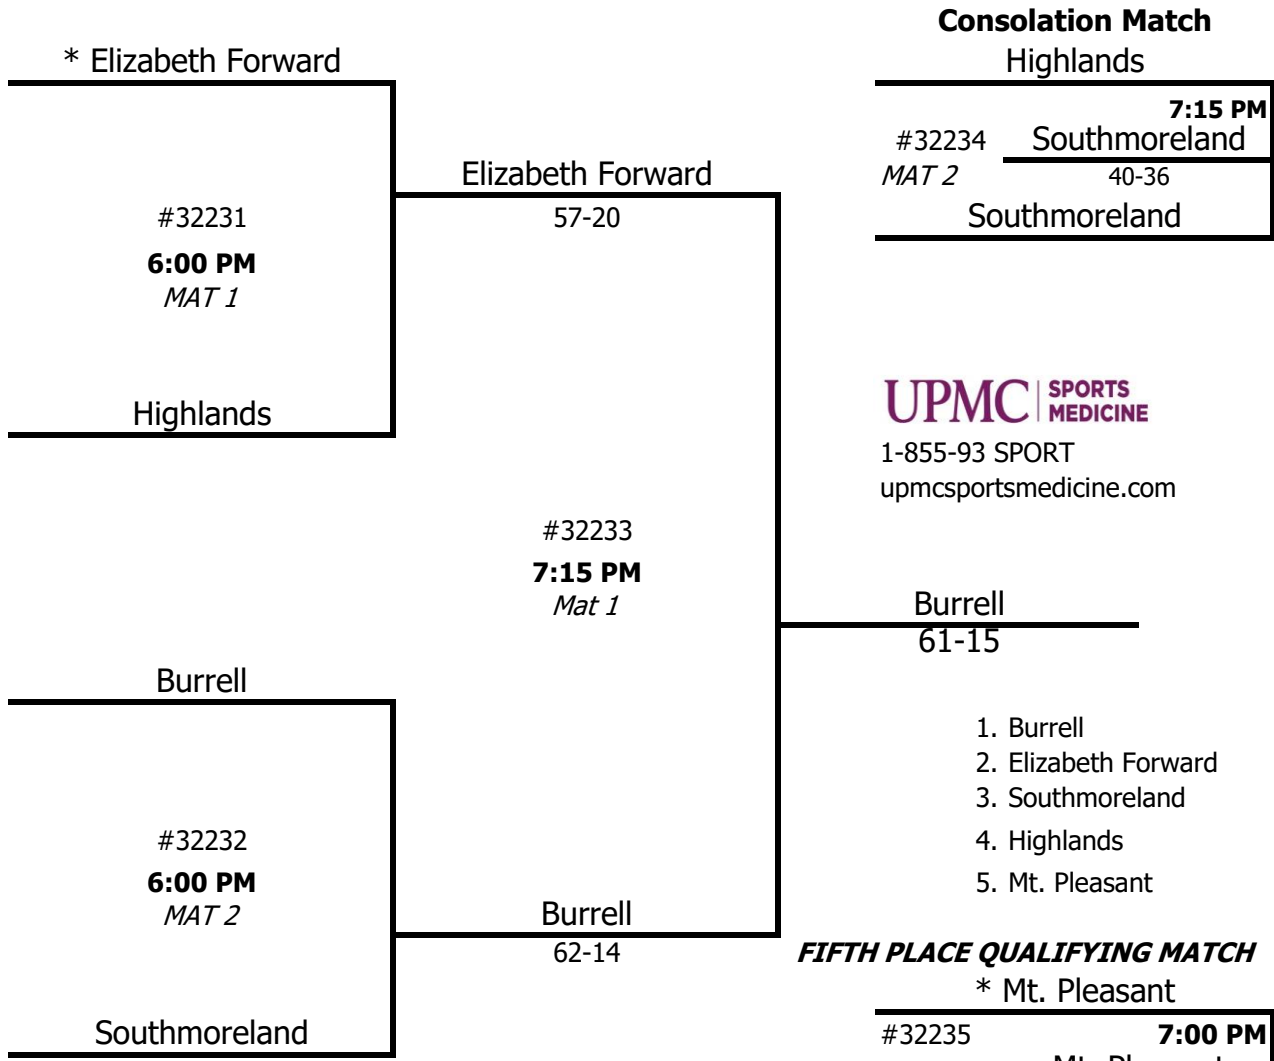 * Elizabeth Forward
#32231
6:00 PM
MAT 1
Highlands
Elizabeth Forward
57-20
#32233
7:15 PM
Mat 1
Burrell
#32232
6:00 PM
MAT 2
Southmoreland
Burrell
62-14
Burrell
61-15
Consolation Match
Highlands
7:15 PM
#32234 Southmoreland
MAT 2 40-36
Southmoreland
UPMC | SPORTS MEDICINE
1-855-93 SPORT
upmcsportsmedicine.com
1. Burrell
2. Elizabeth Forward
3. Southmoreland
4. Highlands
5. Mt. Pleasant
FIFTH PLACE QUALIFYING MATCH
* Mt. Pleasant
#32235 7:00 PM
Mt. Pleasant